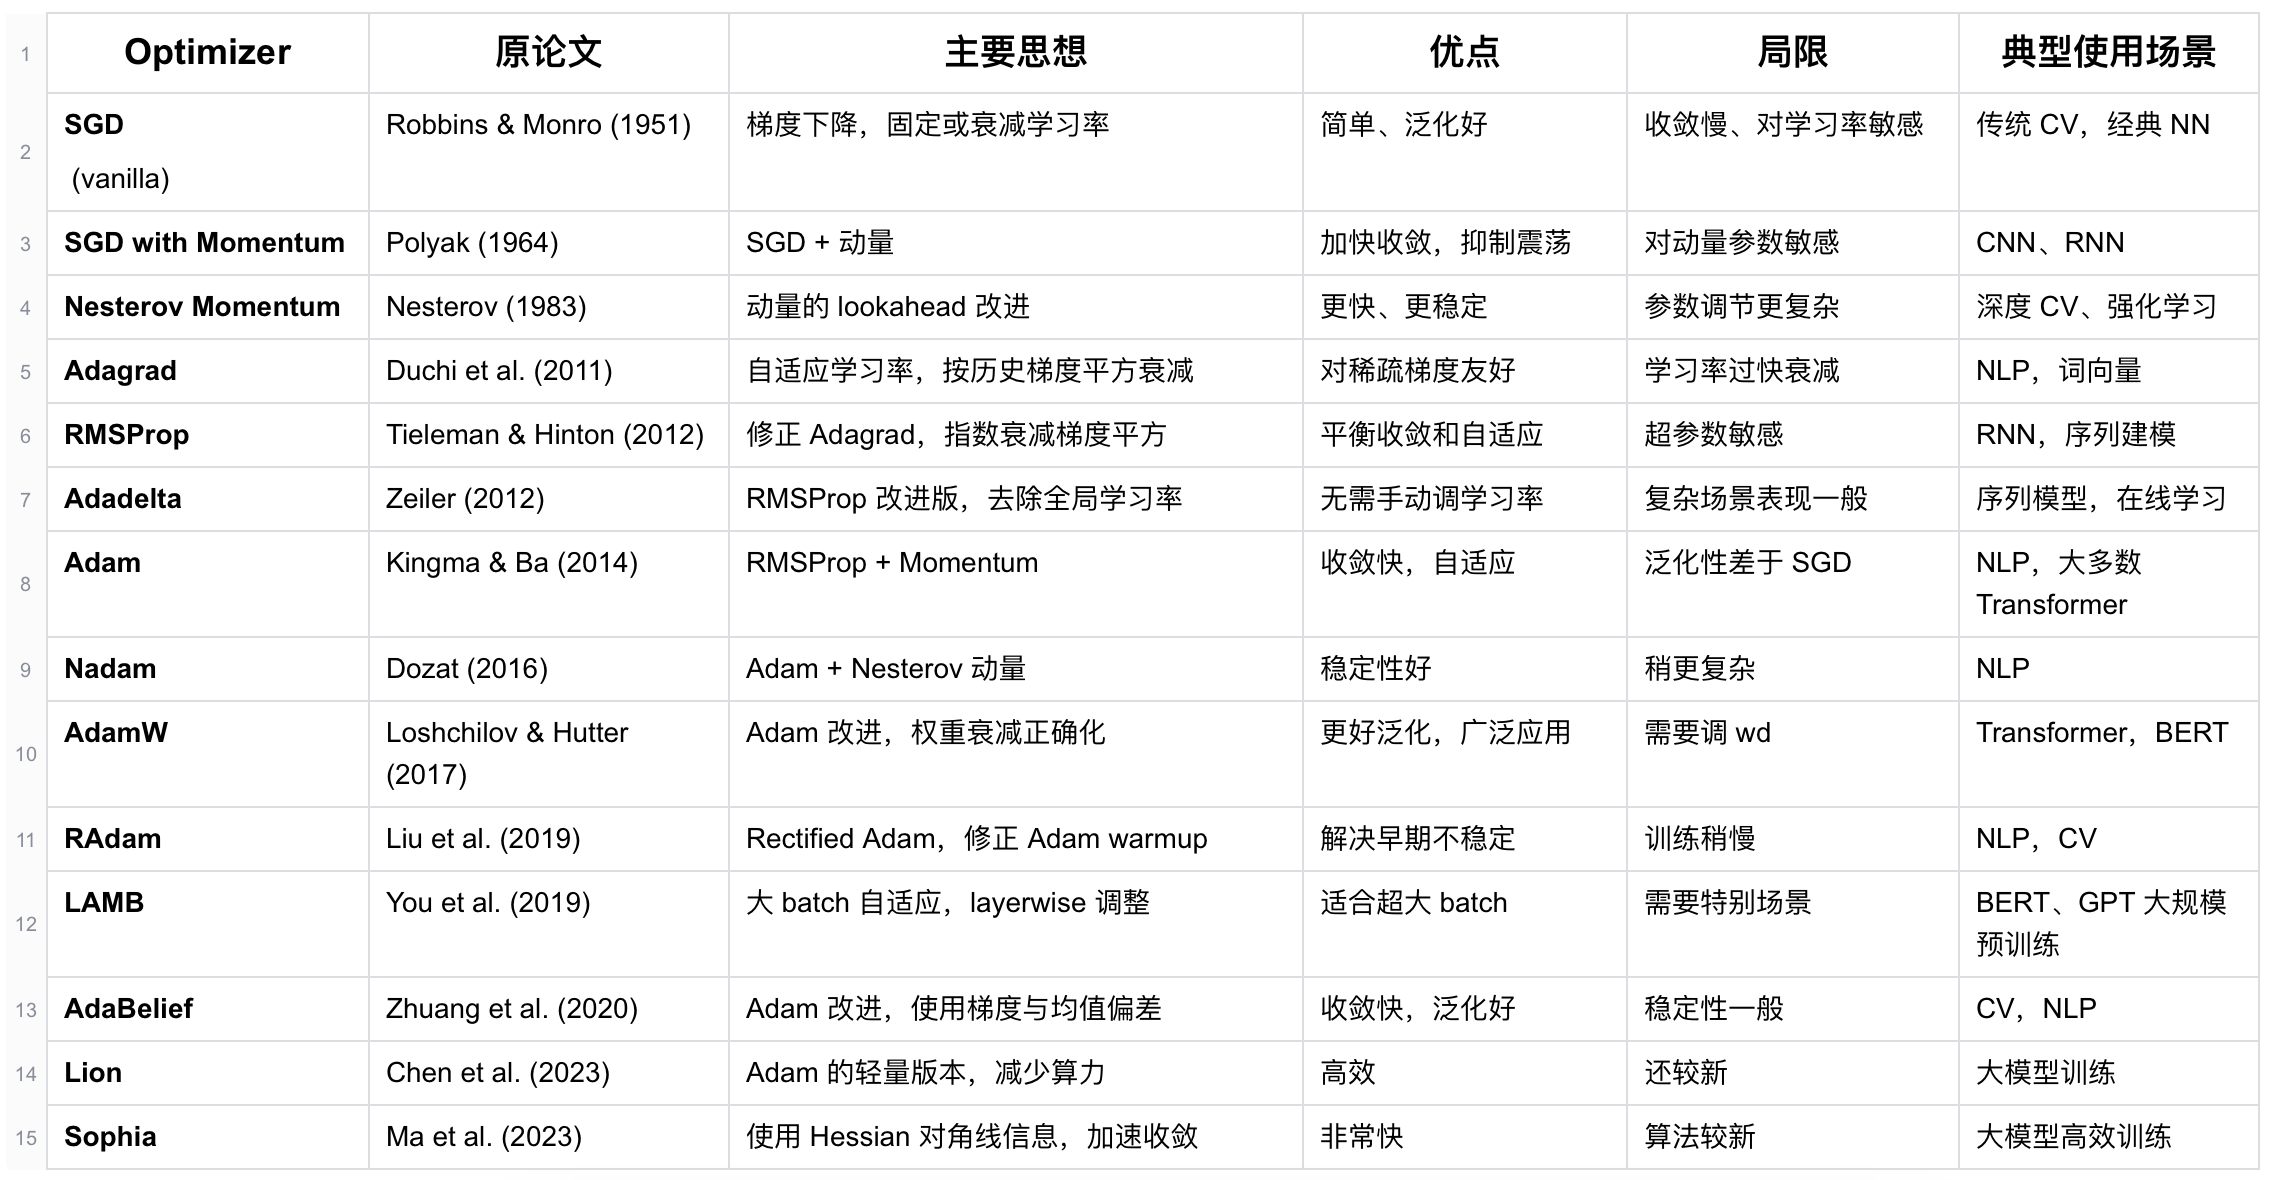 1 Optimizer 原论文 主要思想 优点 局限 典型使用场景
2 SGD Robbins & Monro (1951) 梯度下降，固定或衰减学习率 简单、泛化好 收敛慢、对学习率敏感 传统 CV，经典 NN
(vanilla)
3 SGD with Momentum Polyak (1964) SGD + 动量 加快收敛，抑制震荡 对动量参数敏感 CNN、RNN
4 Nesterov Momentum Nesterov (1983) 动量的 lookahead 改进 更快、更稳定 参数调节更复杂 深度 CV、强化学习
5 Adagrad Duchi et al. (2011) 自适应学习率，按历史梯度平方衰减 对稀疏梯度友好 学习率过快衰减 NLP，词向量
6 RMSProp Tieleman & Hinton (2012) 修正 Adagrad，指数衰减梯度平方 平衡收敛和自适应 超参数敏感 RNN，序列建模
7 Adadelta Zeiler (2012) RMSProp 改进版，去除全局学习率 无需手动调学习率 复杂场景表现一般 序列模型，在线学习
8 Adam Kingma & Ba (2014) RMSProp + Momentum 收敛快，自适应 泛化性差于 SGD NLP，大多数
Transformer
9 Nadam Dozat (2016) Adam + Nesterov 动量 稳定性好 稍更复杂 NLP
10 AdamW Loshchilov & Hutter Adam 改进，权重衰减正确化 更好泛化，广泛应用 需要调 wd Transformer，BERT
(2017)
11 RAdam Liu et al. (2019) Rectified Adam，修正 Adam warmup 解决早期不稳定 训练稍慢 NLP，CV
12 LAMB You et al. (2019) 大 batch 自适应，layerwise 调整 适合超大 batch 需要特别场景 BERT、GPT 大规模
预训练
13 AdaBelief Zhuang et al. (2020) Adam 改进，使用梯度与均值偏差 收敛快，泛化好 稳定性一般 CV，NLP
14 Lion Chen et al. (2023) Adam 的轻量版本，减少算力 高效 还较新 大模型训练
15 Sophia Ma et al. (2023) 使用 Hessian 对角线信息，加速收敛 非常快 算法较新 大模型高效训练